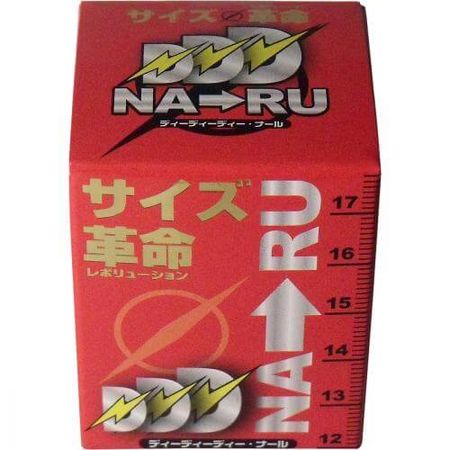 サイズ革命
DDD
NA→RU
ディーディーディー・ナール
サイズ
革命
レボリューション
NA→RU
17
16
15
14
13
12
DDD
ディーディーディー・ナール